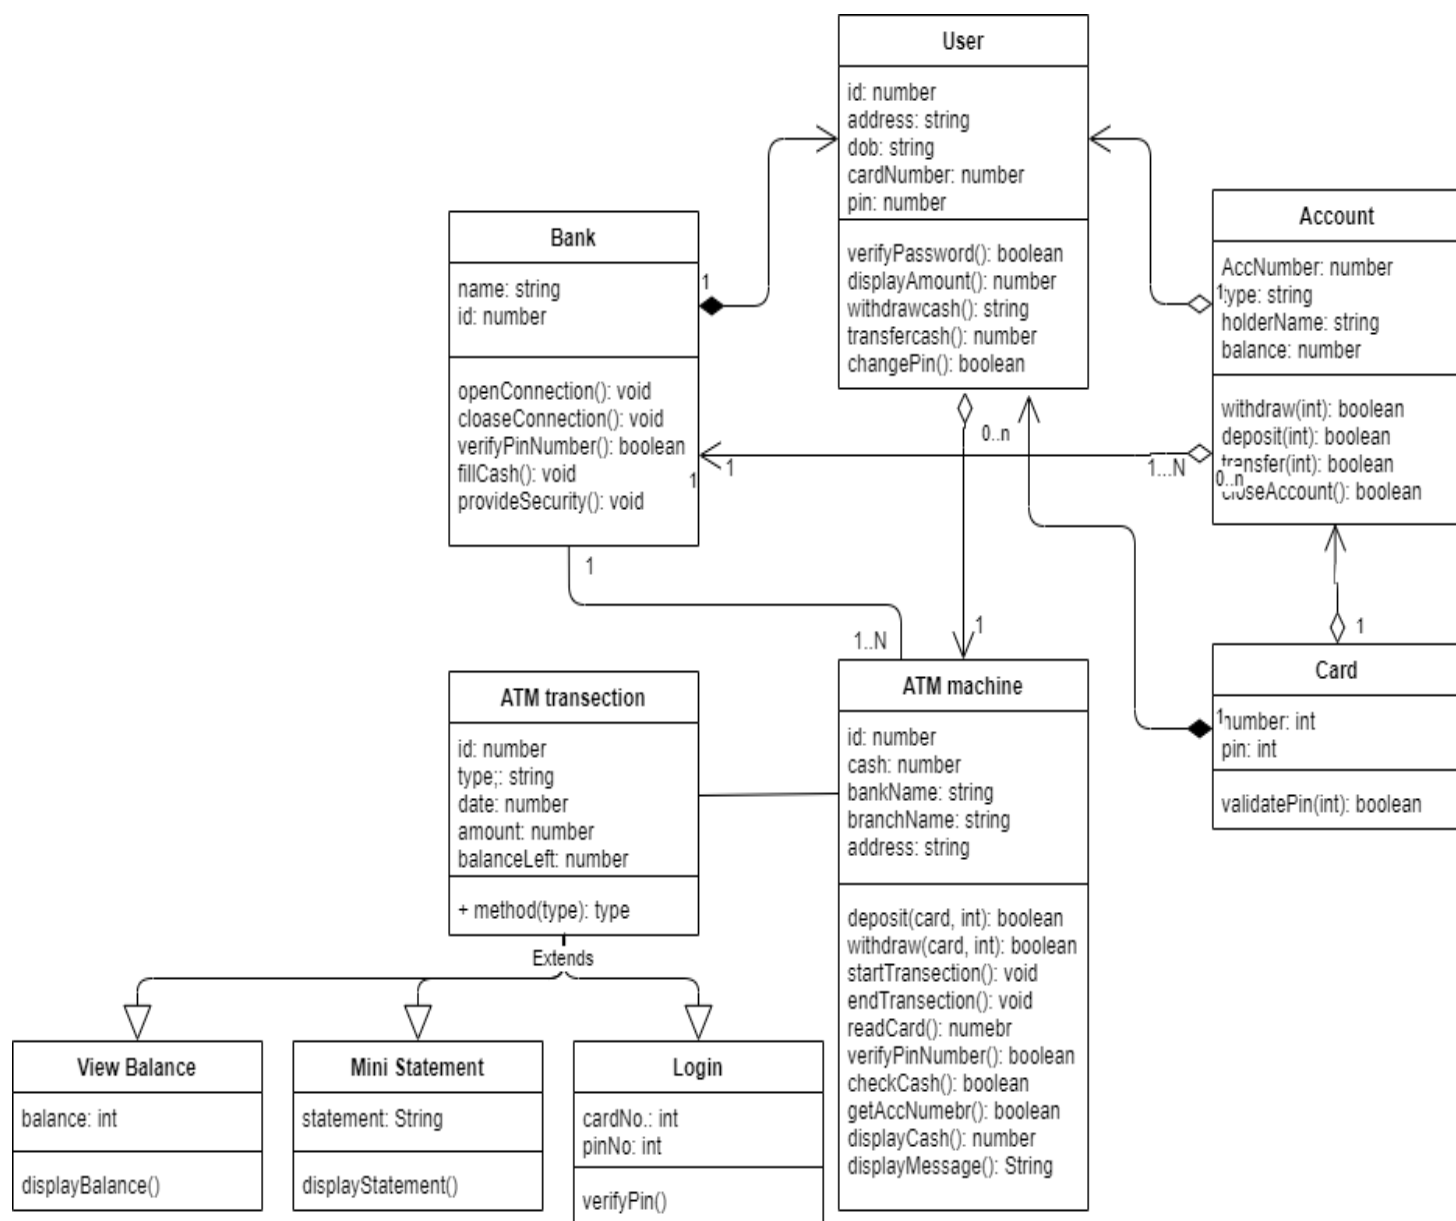 User
id: number
address: string
dob: string
cardNumber: number
pin: number
verifyPassword(): boolean
displayAmount(): number
withdrawcash(): string
transfercash(): number
changePin(): boolean
Bank
name: string
id: number
openConnection(): void
cloaseConnection(): void
verifyPinNumber(): boolean
fillCash(): void
provideSecurity(): void
1
1
1
1
Account
AccNumber: number
1
type: string
holderName: string
balance: number
withdraw(int): boolean
deposit(int): boolean
transfer(int): boolean
0..n
closeAccount(): boolean
0..n
1...N
1
1..N
1
ATM transection
id: number
type;: string
date: number
amount: number
balanceLeft: number
+ method(type): type
Extends
ATM machine
id: number
cash: number
bankName: string
branchName: string
address: string
deposit(card, int): boolean
withdraw(card, int): boolean
startTransection(): void
endTransection(): void
readCard(): numebr
verifyPinNumber(): boolean
checkCash(): boolean
getAccNumebr(): boolean
displayCash(): number
displayMessage(): String
Card
1
number: int
pin: int
validatePin(int): boolean
View Balance
balance: int
displayBalance()
Mini Statement
statement: String
displayStatement()
Login
cardNo.: int
pinNo: int
verifyPin()